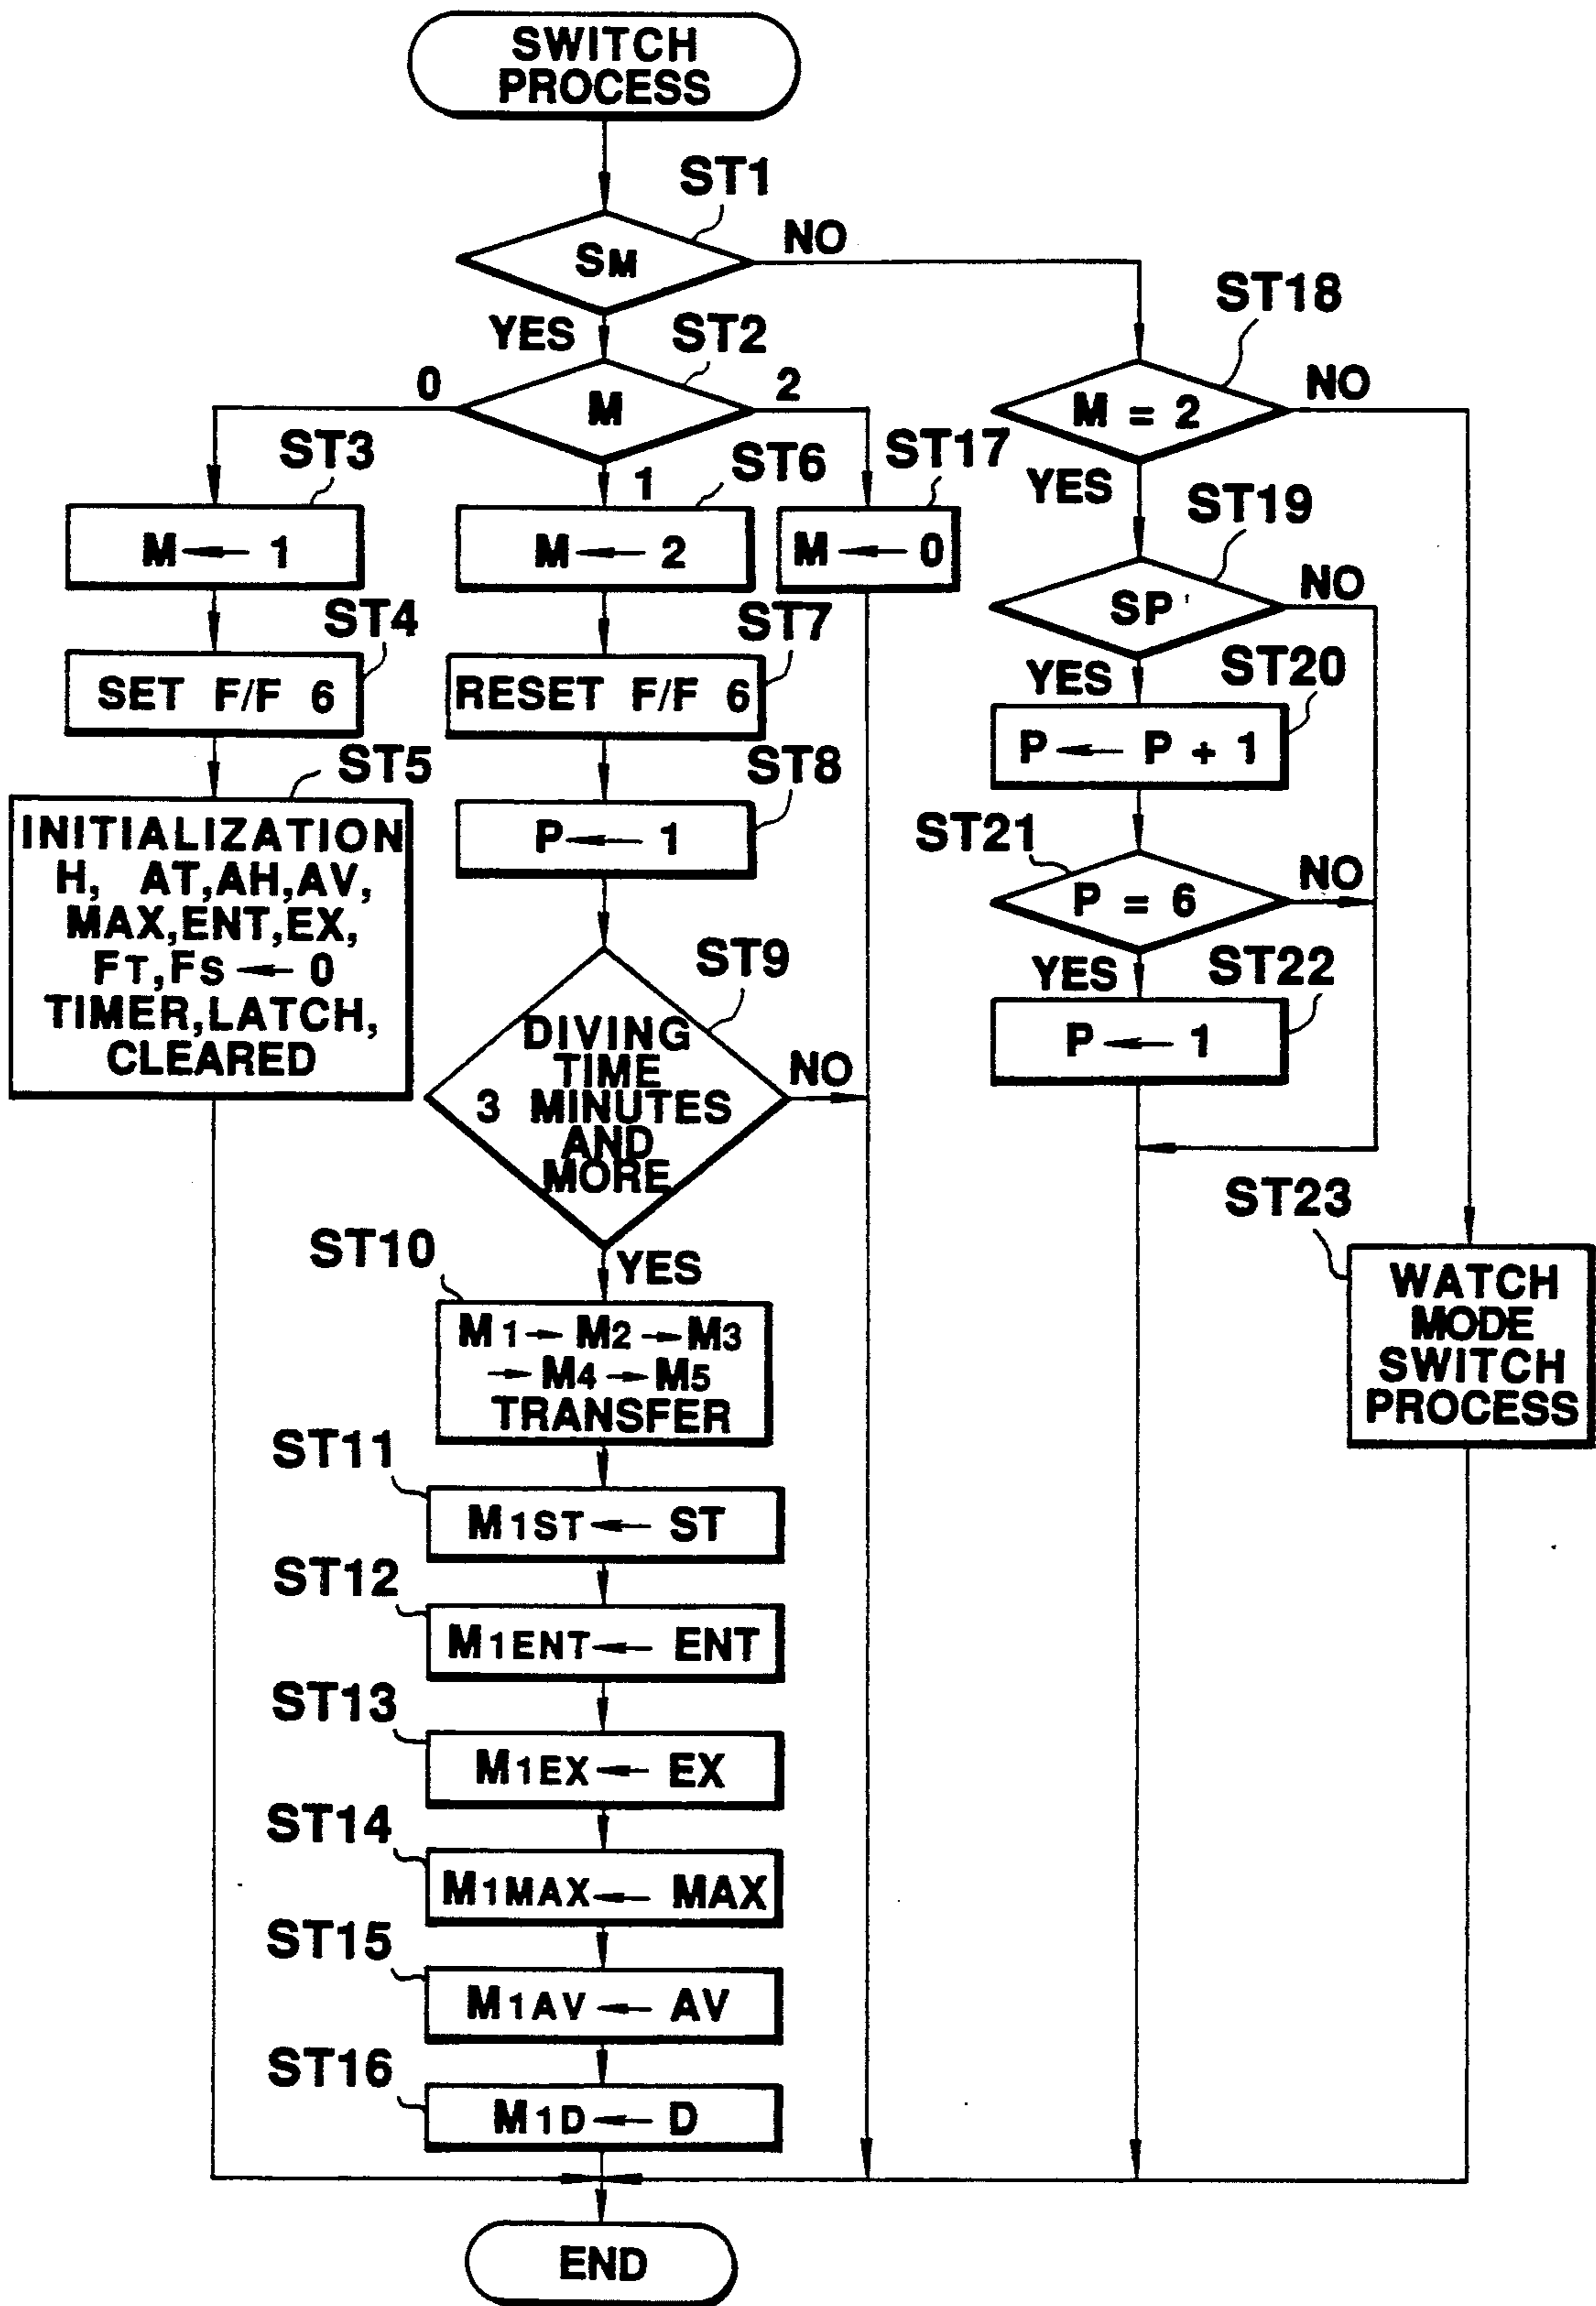 SWITCH
PROCESS
ST1
SM
NO
YES
ST2
0
M
2
1
ST18
M = 2
NO
YES
ST3
M ← 1
ST6
M ← 2
ST17
M ← 0
ST19
SP
NO
YES
ST4
SET F/F 6
ST7
RESET F/F 6
ST20
P ← P + 1
ST5
INITIALIZATION
H, AT,AH,AV,
MAX,ENT,EX,
FT,FS ← 0
TIMER,LATCH,
CLEARED
ST8
P ← 1
ST21
P = 6
NO
YES
ST22
P ← 1
ST9
DIVING
TIME
3 MINUTES
AND
MORE
NO
YES
ST10
M1 → M2 → M3
→ M4 → M5
TRANSFER
ST23
WATCH
MODE
SWITCH
PROCESS
ST11
M1ST ← ST
ST12
M1ENT ← ENT
ST13
M1EX ← EX
ST14
M1MAX ← MAX
ST15
M1AV ← AV
ST16
M1D ← D
END